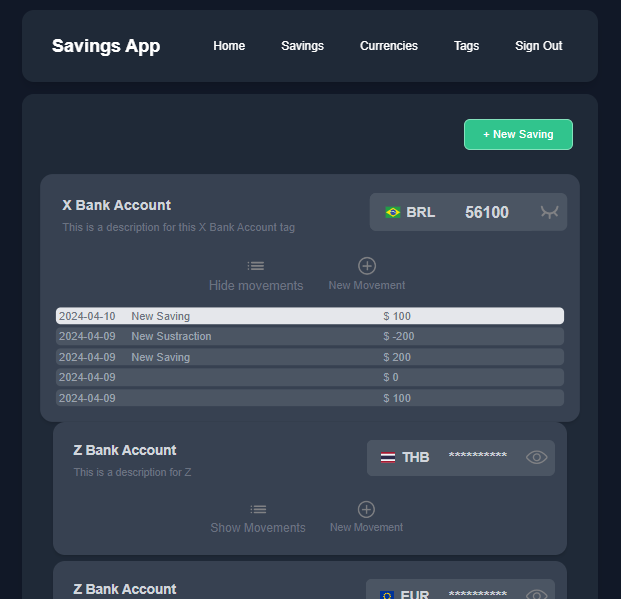 Savings App Home Savings Currencies Tags Sign Out
+ New Saving
X Bank Account BRL 56100
This is a description for this X Bank Account tag
Hide movements New Movement
2024-04-10 New Saving $ 100
2024-04-09 New Sustraction $ -200
2024-04-09 New Saving $ 200
2024-04-09 $ 0
2024-04-09 $ 100
Z Bank Account THB **********
This is a description for Z
Show Movements New Movement
Z Bank Account EUR **********